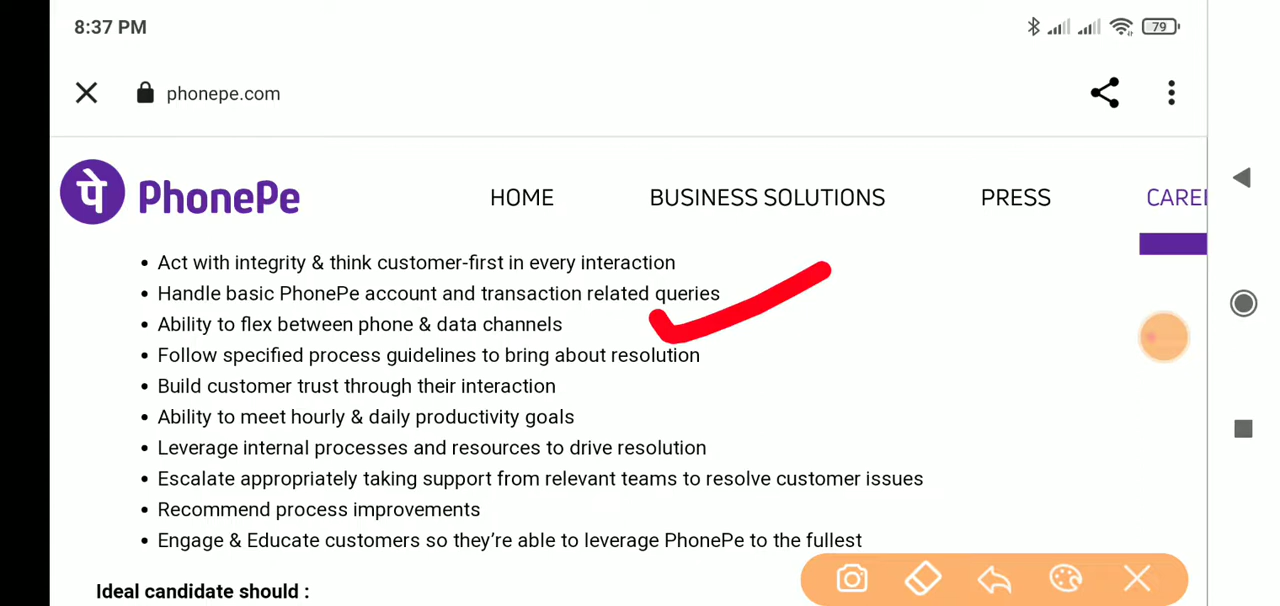 8:37 PM
79
phonepe.com
पे PhonePe
HOME
BUSINESS SOLUTIONS
PRESS
CAREE
• Act with integrity & think customer-first in every interaction
• Handle basic PhonePe account and transaction related queries
• Ability to flex between phone & data channels
• Follow specified process guidelines to bring about resolution
• Build customer trust through their interaction
• Ability to meet hourly & daily productivity goals
• Leverage internal processes and resources to drive resolution
• Escalate appropriately taking support from relevant teams to resolve customer issues
• Recommend process improvements
• Engage & Educate customers so they’re able to leverage PhonePe to the fullest
Ideal candidate should :